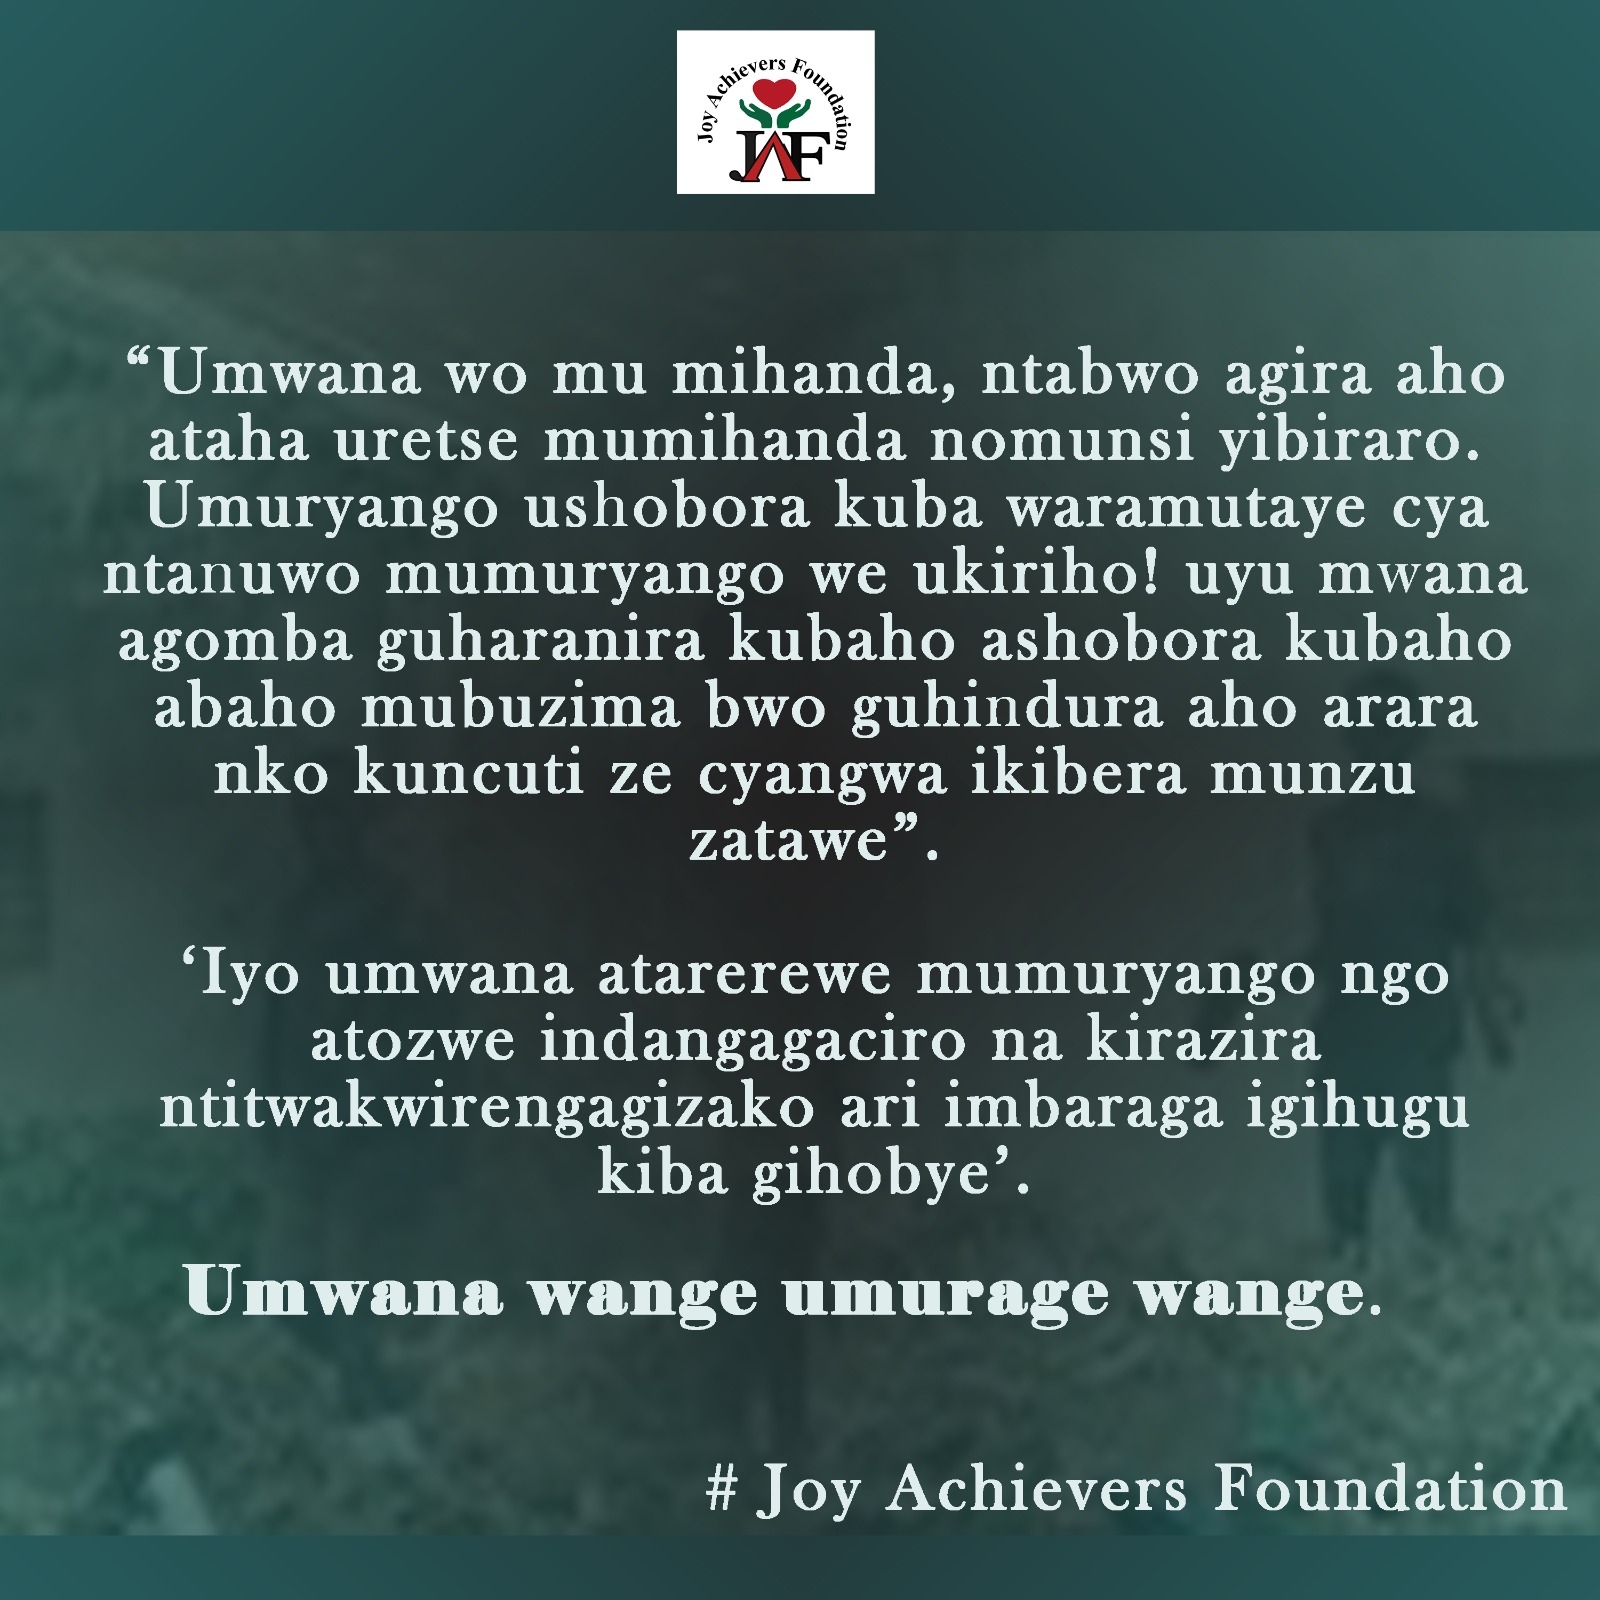 Joy Achievers Foundation
JAF
“Umwana wo mu mihanda, ntabwo agira aho
ataha uretse mumihanda nomunsi yibiraro.
Umuryango ushobora kuba waramutaye cya
ntanuwo mumuryango we ukiriho! uyu mwana
agomba guharanira kubaho ashobora kubaho
abaho mubuzima bwo guhindura aho arara
nko kuncuti ze cyangwa ikibera munzu
zatawe”.
‘Iyo umwana atarerewe mumuryango ngo
atozwe indangagaciro na kirazira
ntitwakwirengagizako ari imbaraga igihugu
kiba gihobye’.
Umwana wange umurage wange.
# Joy Achievers Foundation